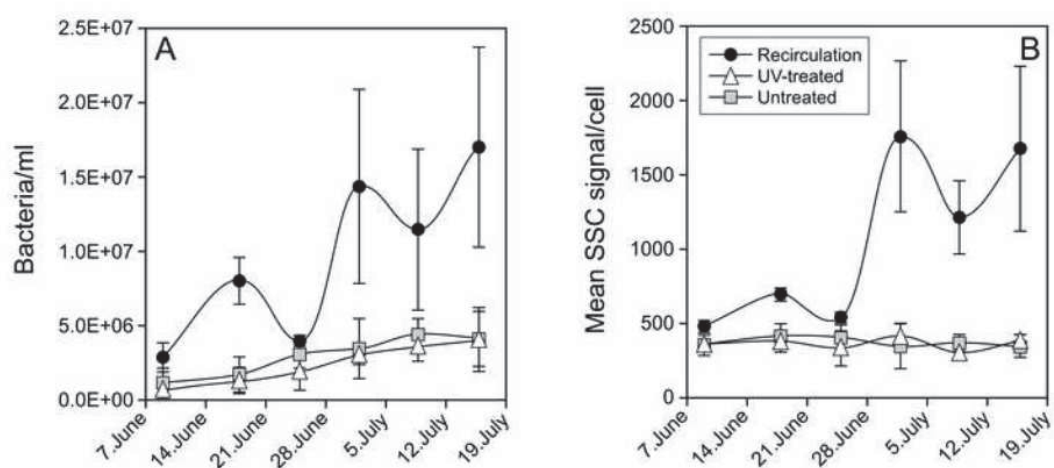 A
Bacteria/ml
2.5E+07
2.0E+07
1.5E+07
1.0E+07
5.0E+06
0.0E+00
7.June
14.June
21.June
28.June
5.July
12.July
19.July
B
Mean SSC signal/cell
2500
2000
1500
1000
500
0
Recirculation
UV-treated
Untreated
7.June
14.June
21.June
28.June
5.July
12.July
19.July